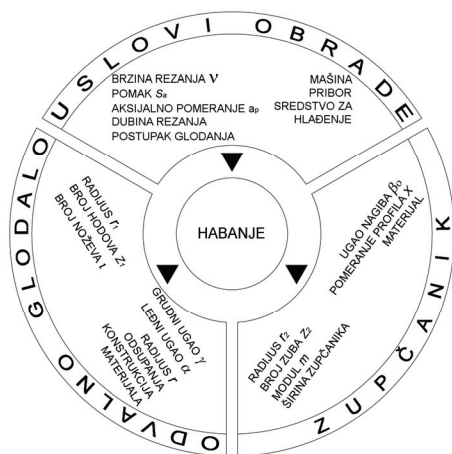 USLOVI OBRADE
BRZINA REZANJA ν
POMAK Sa
AKSIJALNO POMERANJE ap
DUBINA REZANJA
POSTUPAK GLODANJA
MAŠINA
PRIBOR
SREDSTVO ZA
HLAĐENJE
ODVALNO GLODALO
RADIJUS r1
BROJ HODOVA Z1
BROJ NOŽEVA t
GRUDNI UGAO γ
LEĐNI UGAO α
RADIJUS r
ODSUPANJA
KONSTRUKCIJA
MATERIJALA
HABANJE
ZUPČANIK
UGAO NAGIBA βo
POMERANJE PROFILA X
MATERIJAL
RADIJUS r2
BROJ ZUBA Z2
MODUL m
ŠIRINA ZUPČANIKA